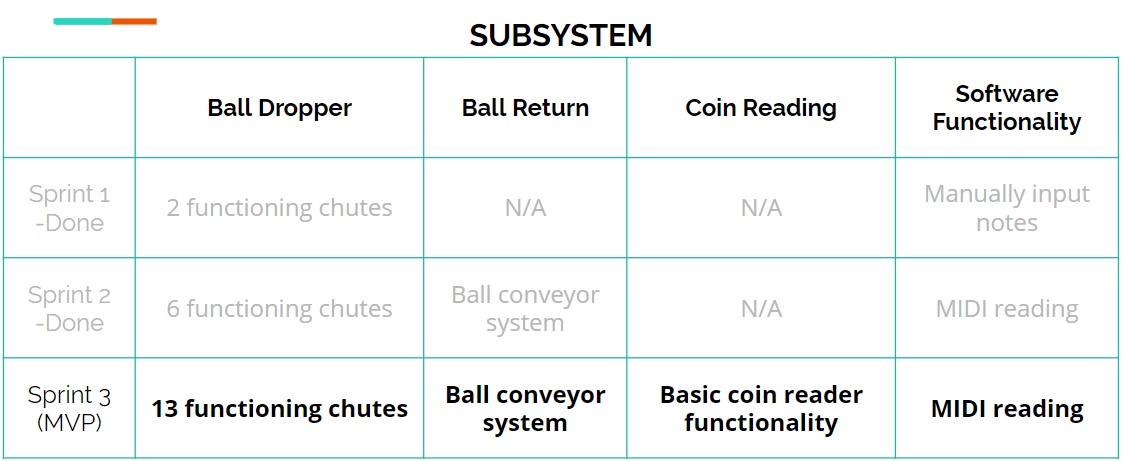 SUBSYSTEM
Ball Dropper
Ball Return
Coin Reading
Software
Functionality
Sprint 1
-Done
2 functioning chutes
N/A
N/A
Manually input
notes
Sprint 2
-Done
6 functioning chutes
Ball conveyor
system
N/A
MIDI reading
Sprint 3
(MVP)
13 functioning chutes
Ball conveyor
system
Basic coin reader
functionality
MIDI reading